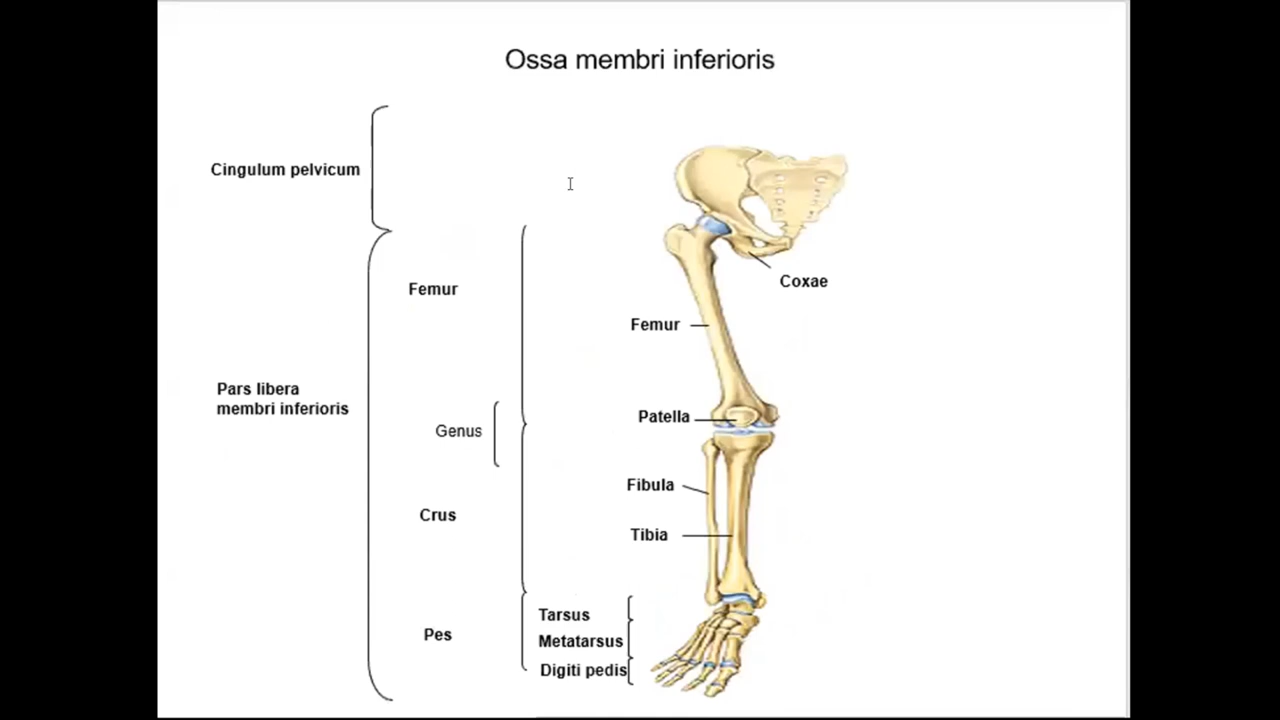 Ossa membri inferioris
Cingulum pelvicum
Coxae
Femur
Femur
Pars libera
membri inferioris
Patella
Genus
Fibula
Crus
Tibia
Tarsus
Pes
Metatarsus
Digiti pedis